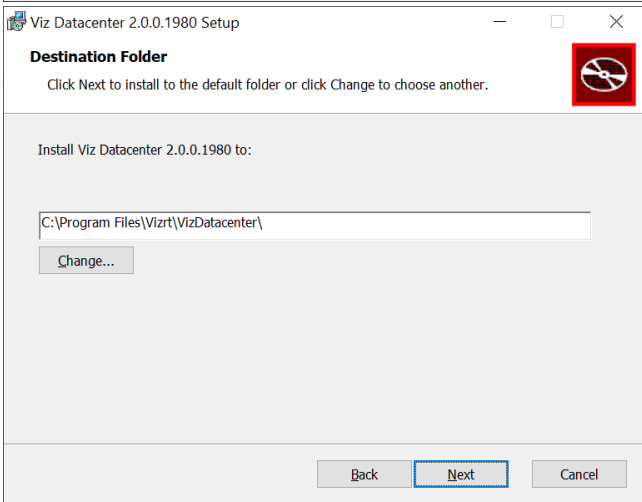 Viz Datacenter 2.0.0.1980 Setup
Destination Folder
Click Next to install to the default folder or click Change to choose another.
Install Viz Datacenter 2.0.0.1980 to:
C:\Program Files\Vizrt\VizDatacenter\
Change...
Back Next Cancel